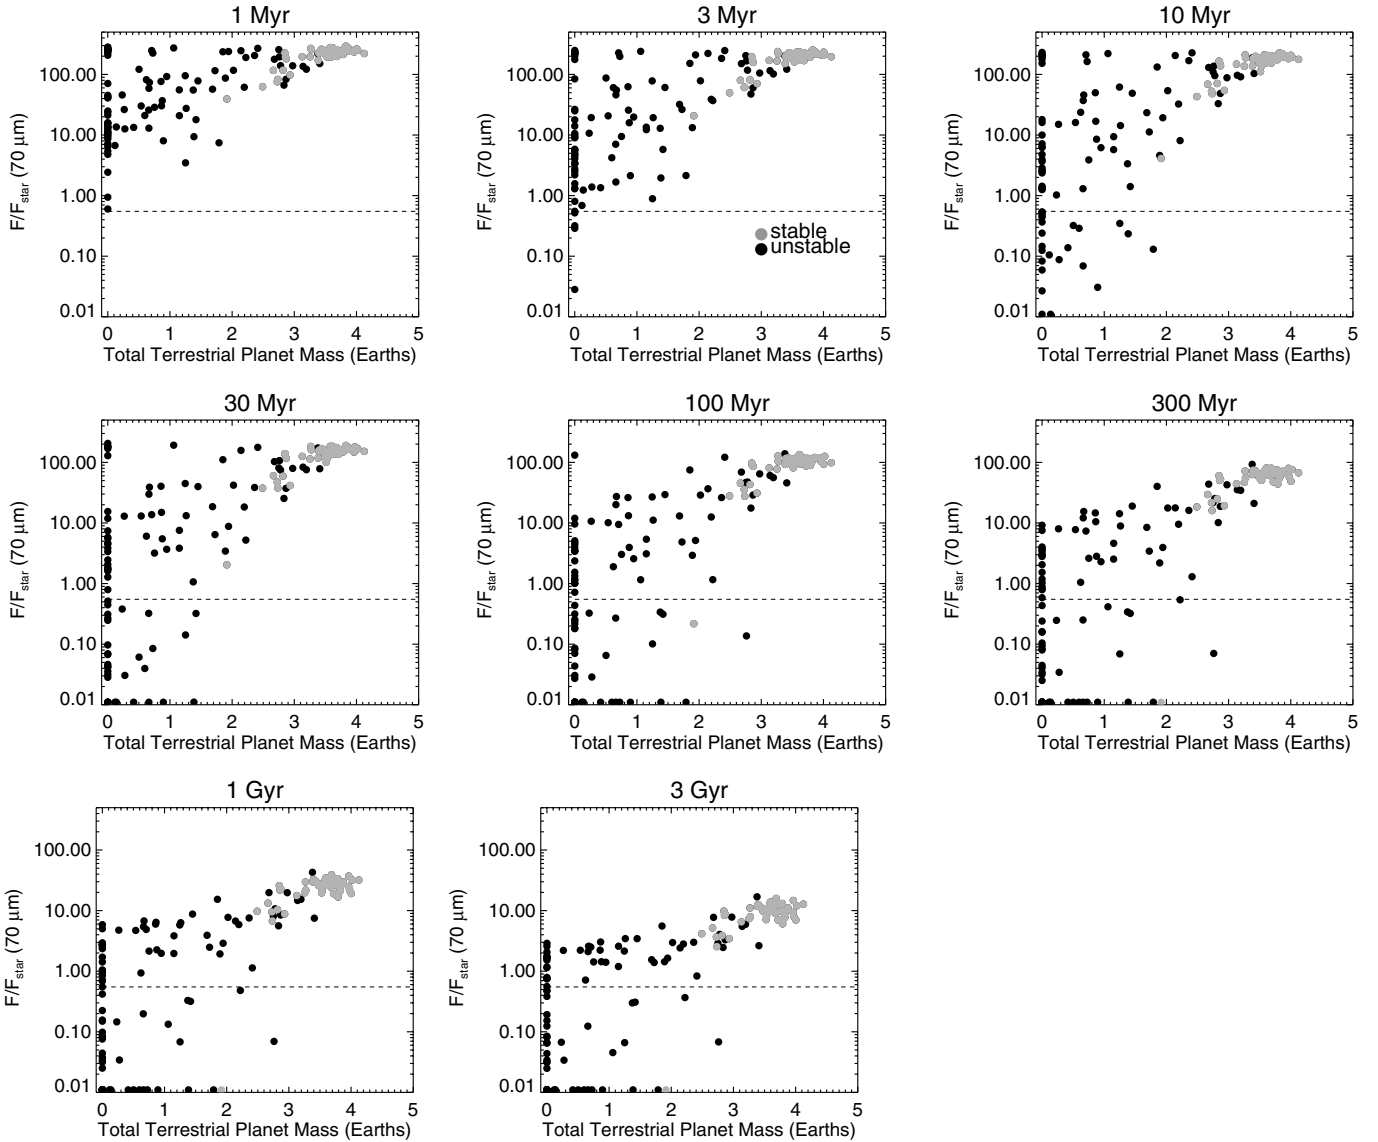 1 Myr
3 Myr
10 Myr
F/Fstar (70 μm)
100.00
10.00
1.00
0.10
0.01
0 1 2 3 4 5
Total Terrestrial Planet Mass (Earths)
F/Fstar (70 μm)
100.00
10.00
1.00
0.10
0.01
stable
unstable
0 1 2 3 4 5
Total Terrestrial Planet Mass (Earths)
F/Fstar (70 μm)
100.00
10.00
1.00
0.10
0.01
0 1 2 3 4 5
Total Terrestrial Planet Mass (Earths)
30 Myr
100 Myr
300 Myr
F/Fstar (70 μm)
100.00
10.00
1.00
0.10
0.01
0 1 2 3 4 5
Total Terrestrial Planet Mass (Earths)
F/Fstar (70 μm)
100.00
10.00
1.00
0.10
0.01
0 1 2 3 4 5
Total Terrestrial Planet Mass (Earths)
F/Fstar (70 μm)
100.00
10.00
1.00
0.10
0.01
0 1 2 3 4 5
Total Terrestrial Planet Mass (Earths)
1 Gyr
3 Gyr
F/Fstar (70 μm)
100.00
10.00
1.00
0.10
0.01
0 1 2 3 4 5
Total Terrestrial Planet Mass (Earths)
F/Fstar (70 μm)
100.00
10.00
1.00
0.10
0.01
0 1 2 3 4 5
Total Terrestrial Planet Mass (Earths)